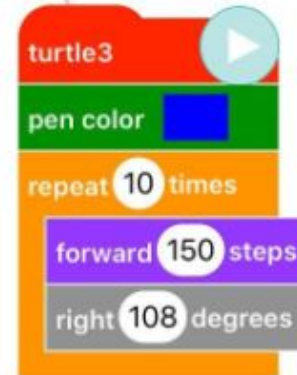 turtle3
pen color
repeat 10 times
forward 150 steps
right 108 degrees